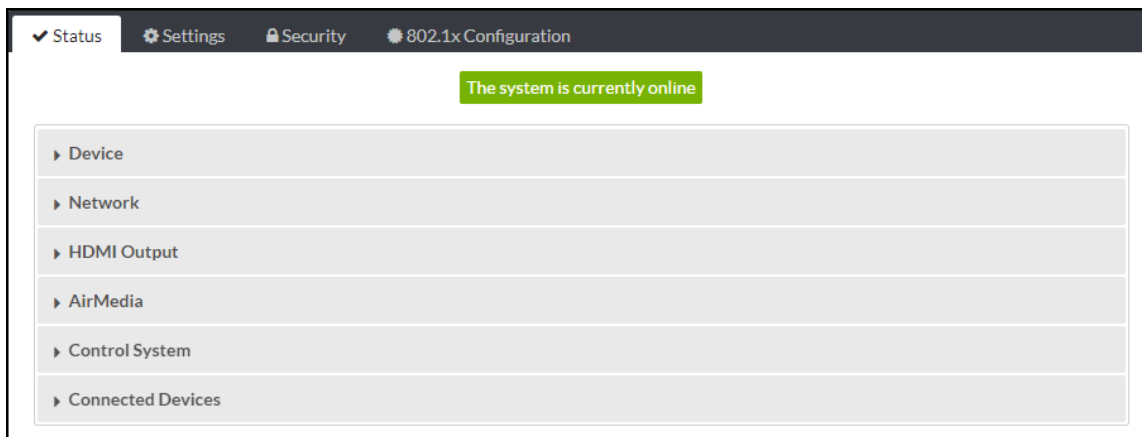 Status Settings Security 802.1x Configuration
The system is currently online
Device
Network
HDMI Output
AirMedia
Control System
Connected Devices